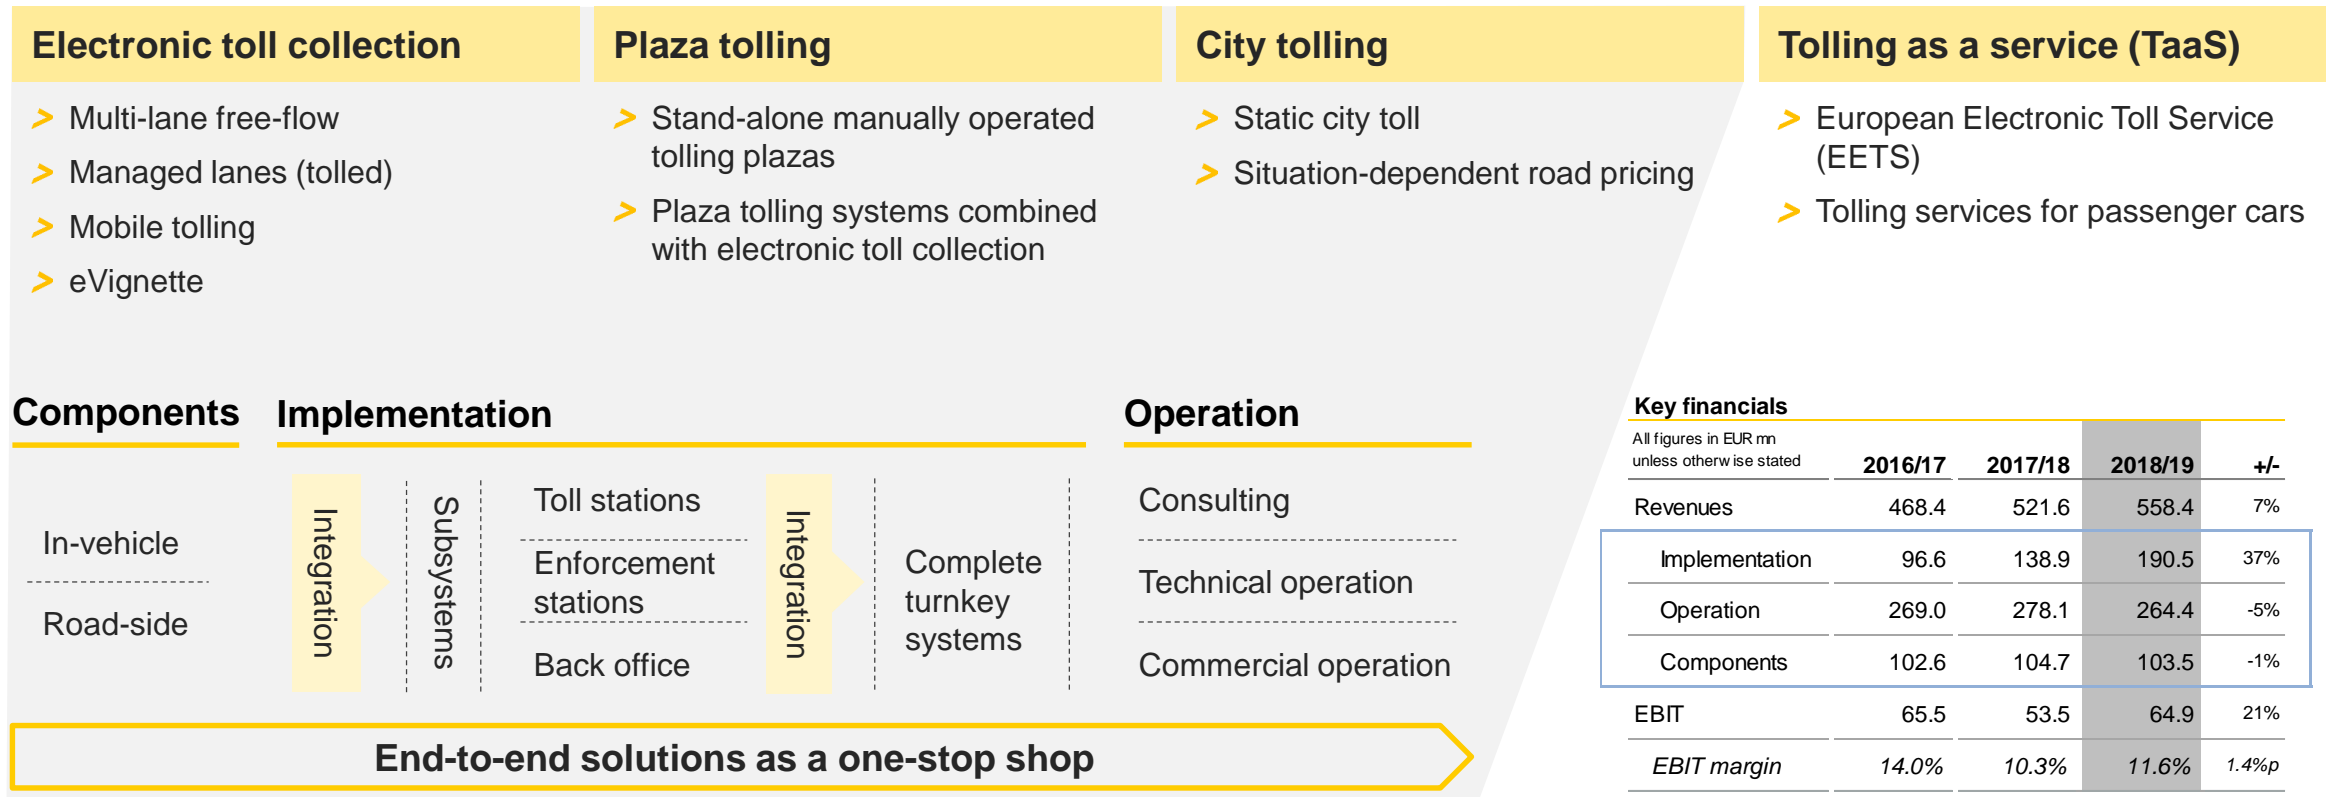 Electronic toll collection
> Multi-lane free-flow
> Managed lanes (tolled)
> Mobile tolling
> eVignette
Plaza tolling
> Stand-alone manually operated
tolling plazas
> Plaza tolling systems combined
with electronic toll collection
City tolling
> Static city toll
> Situation-dependent road pricing
Tolling as a service (TaaS)
> European Electronic Toll Service
(EETS)
> Tolling services for passenger cars
Components
In-vehicle
Road-side
Implementation
Integration
Subsystems
Toll stations
Enforcement
stations
Back office
Integration
Complete
turnkey
systems
Operation
Consulting
Technical operation
Commercial operation
End-to-end solutions as a one-stop shop
Key financials
All figures in EUR mn
unless otherwise stated 2016/17 2017/18 2018/19 +/-
Revenues 468.4 521.6 558.4 7%
Implementation 96.6 138.9 190.5 37%
Operation 269.0 278.1 264.4 -5%
Components 102.6 104.7 103.5 -1%
EBIT 65.5 53.5 64.9 21%
EBIT margin 14.0% 10.3% 11.6% 1.4%p